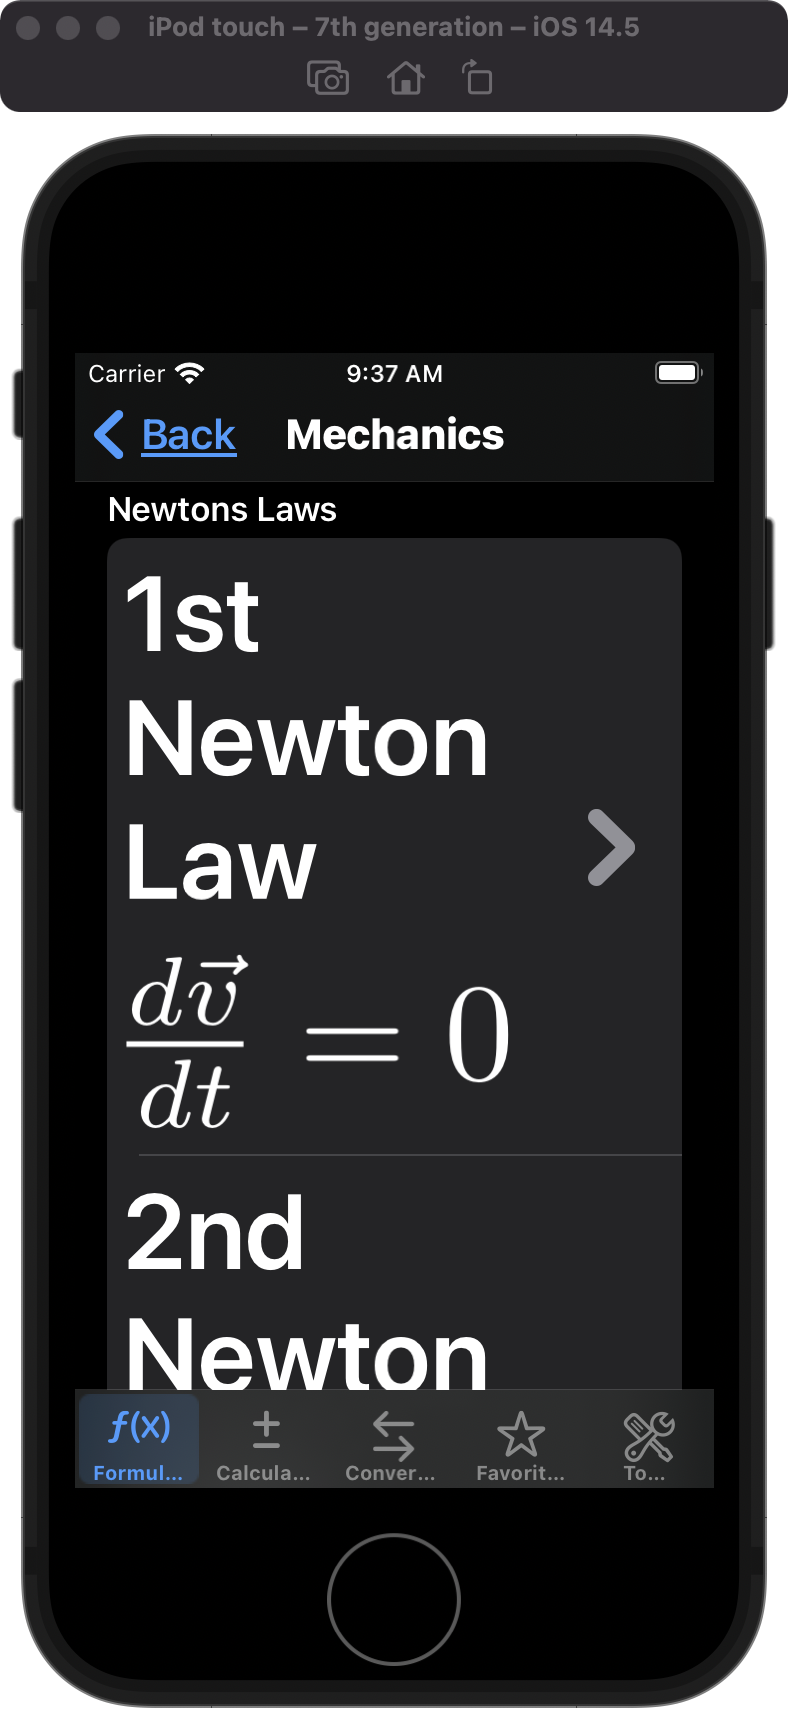 iPod touch – 7th generation – iOS 14.5
Carrier 9:37 AM
Back Mechanics
Newtons Laws
1st
Newton
Law
d\vec{v}/dt = 0
2nd
Newton
f(x)
Formul... Calcula... Conver... Favorit... To...